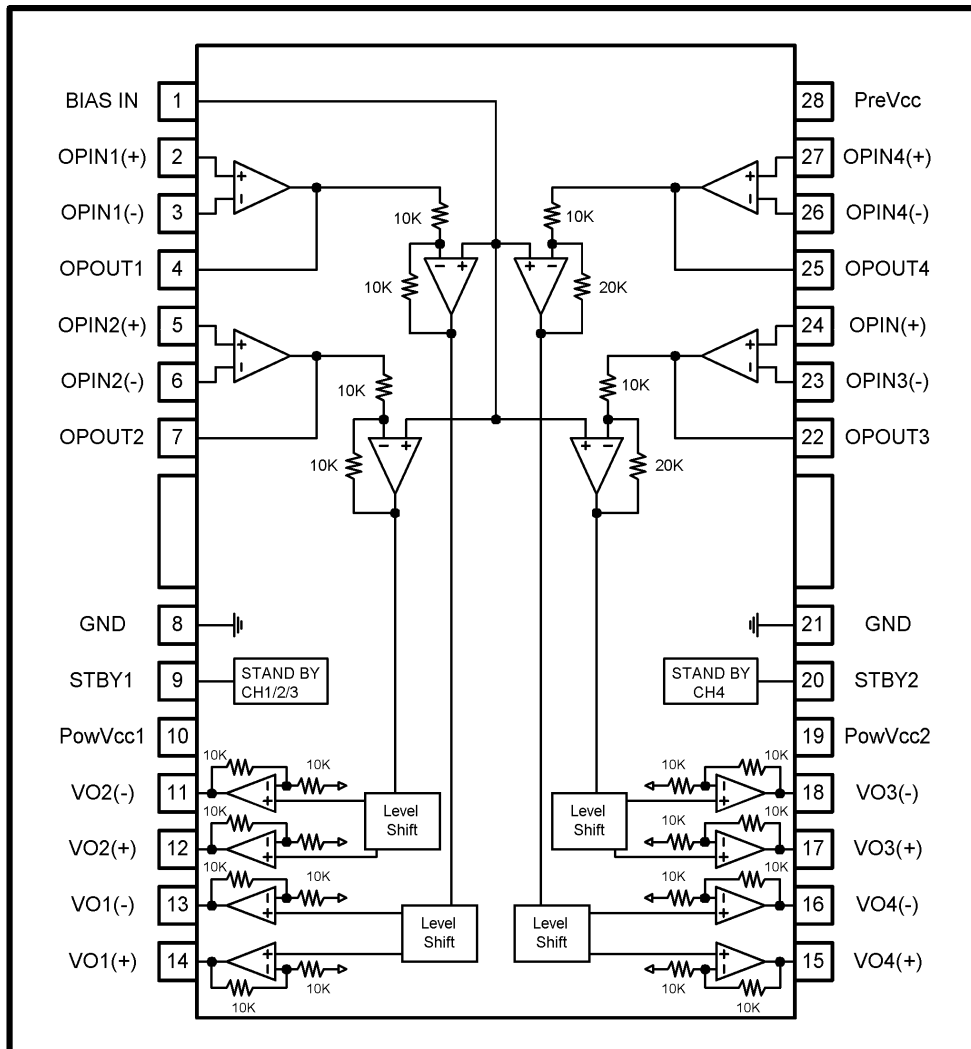 BIAS IN 1
28 PreVcc
OPIN1(+) 2
27 OPIN4(+)
OPIN1(-) 3
26 OPIN4(-)
OPOUT1 4
25 OPOUT4
OPIN2(+) 5
24 OPIN(+)
OPIN2(-) 6
23 OPIN3(-)
OPOUT2 7
22 OPOUT3
+
-
+
-
10K
10K
- +
+ -
10K
20K
+
-
+
-
10K
10K
- +
+ -
10K
20K
GND 8
21 GND
STBY1 9
STAND BY
CH1/2/3
STAND BY
CH4
20 STBY2
PowVcc1 10
19 PowVcc2
10K
10K
10K
10K
VO2(-) 11
- +
Level
Shift
Level
Shift
- +
18 VO3(-)
10K
10K
10K
10K
VO2(+) 12
- +
- +
17 VO3(+)
10K
10K
10K
10K
VO1(-) 13
- +
Level
Shift
Level
Shift
- +
16 VO4(-)
VO1(+) 14
+ -
+ -
15 VO4(+)
10K
10K
10K
10K